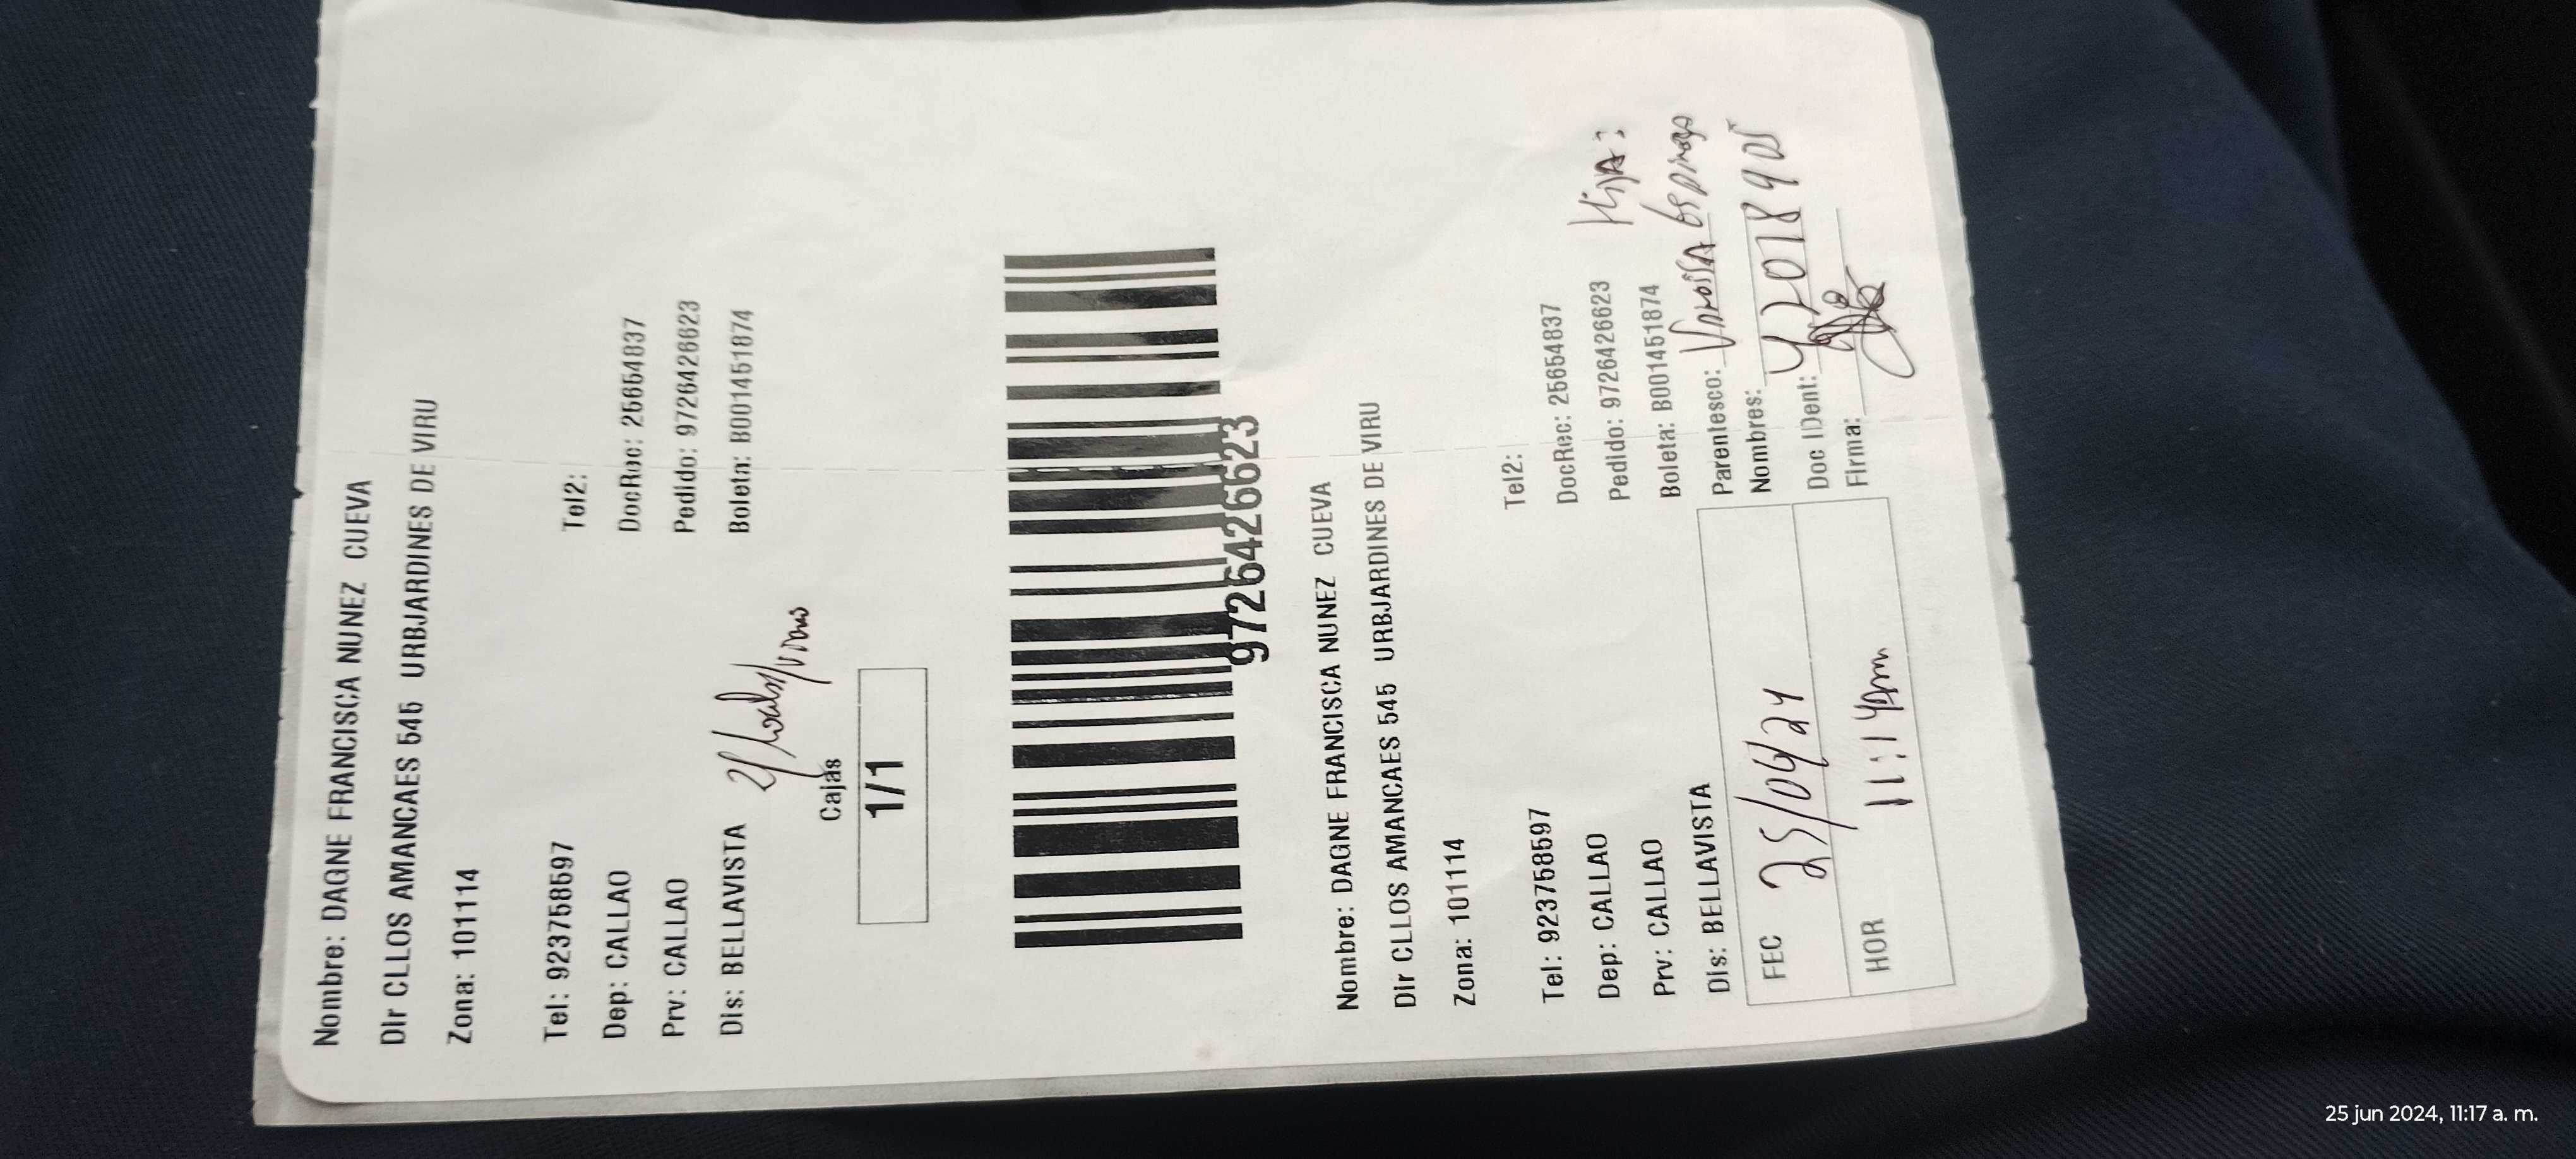 Nombre: DAGNE FRANCISCA NUNEZ CUEVA
Dir CLLOS AMANCAES 545 URBJARDINES DE VIRU
Zona: 101114
Tel: 923758597 Tel2:
Dep: CALLAO DocRec: 25654837
Prv: CALLAO Pedido: 9726426623
Dis: BELLAVISTA Boleta: B001451874
Cajas
1/1
9726426623
Nombre: DAGNE FRANCISCA NUNEZ CUEVA
Dir CLLOS AMANCAES 545 URBJARDINES DE VIRU
Zona: 101114
Tel: 923758597 Tel2:
Dep: CALLAO DocRec: 25654837
Prv: CALLAO Pedido: 9726426623 HijA
Dis: BELLAVISTA Boleta: B001451874
FEC 25/06/24 Parentesco:
Nombres:
HOR Doc IDent:
Firma:
25 jun 2024, 11:17 a. m.